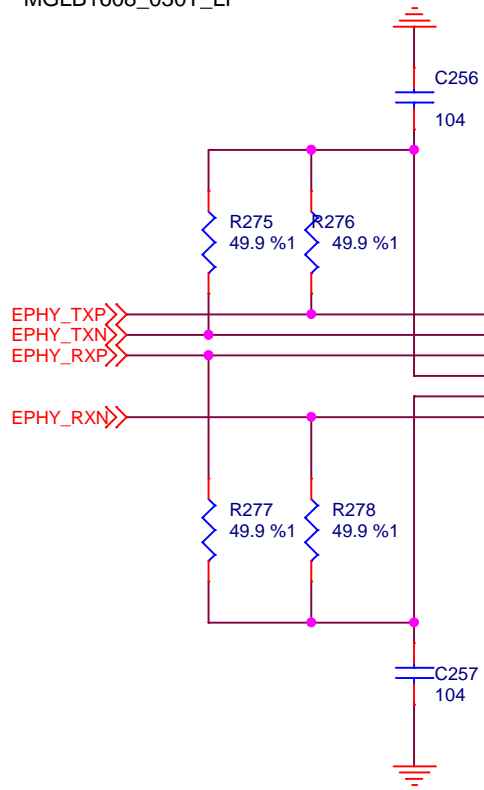 C256
104
R275
49.9 %1
R276
49.9 %1
EPHY_TXP
EPHY_TXN
EPHY_RXP
EPHY_RXN
R277
49.9 %1
R278
49.9 %1
C257
104